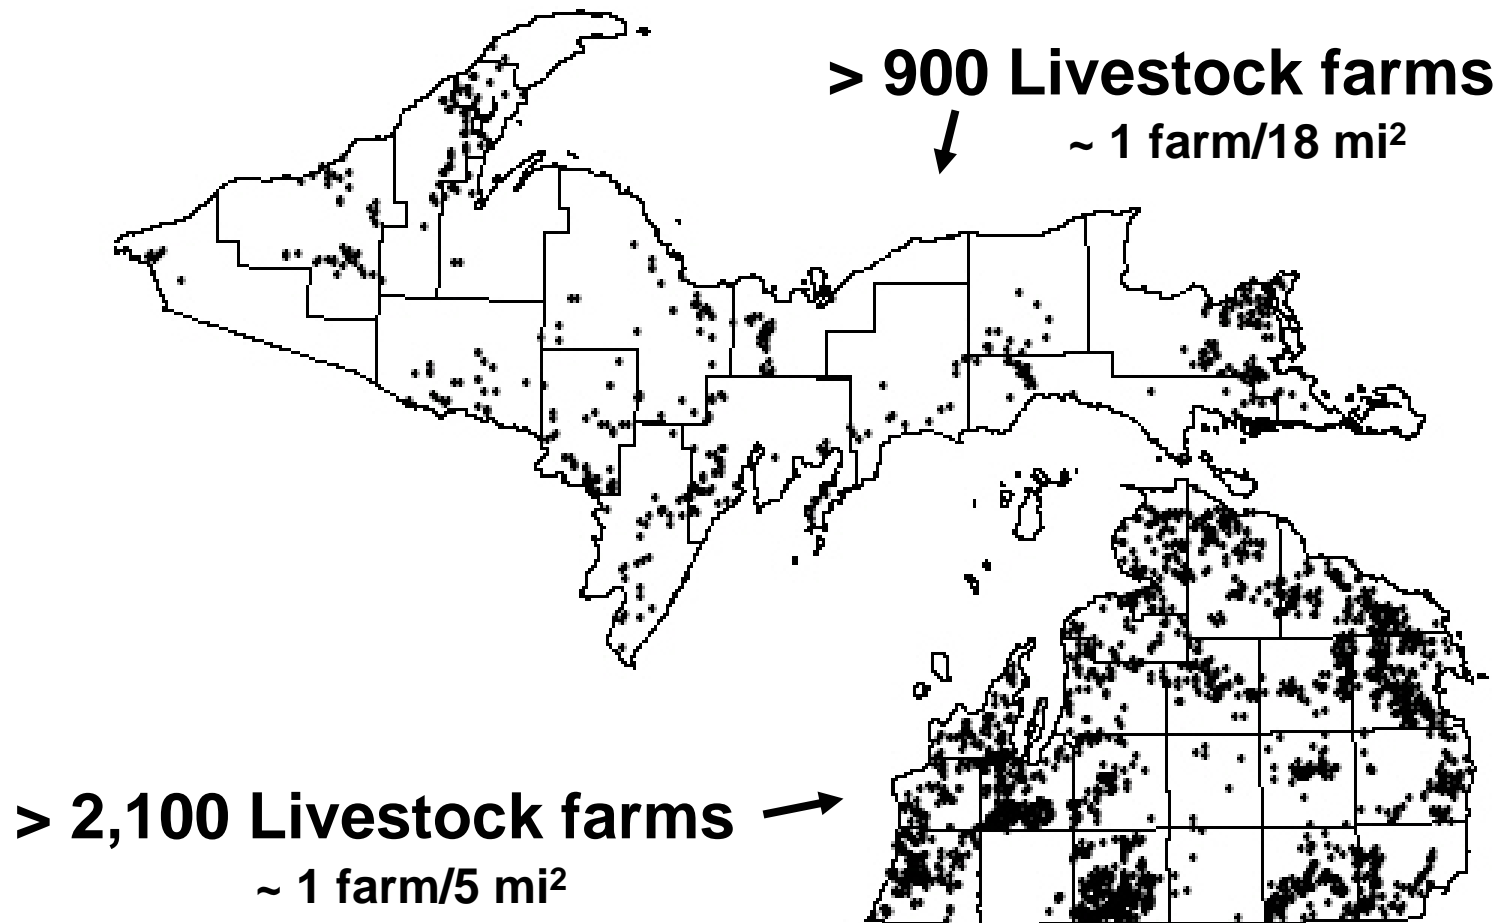 > 900 Livestock farms
~ 1 farm/18 mi²
> 2,100 Livestock farms
~ 1 farm/5 mi²